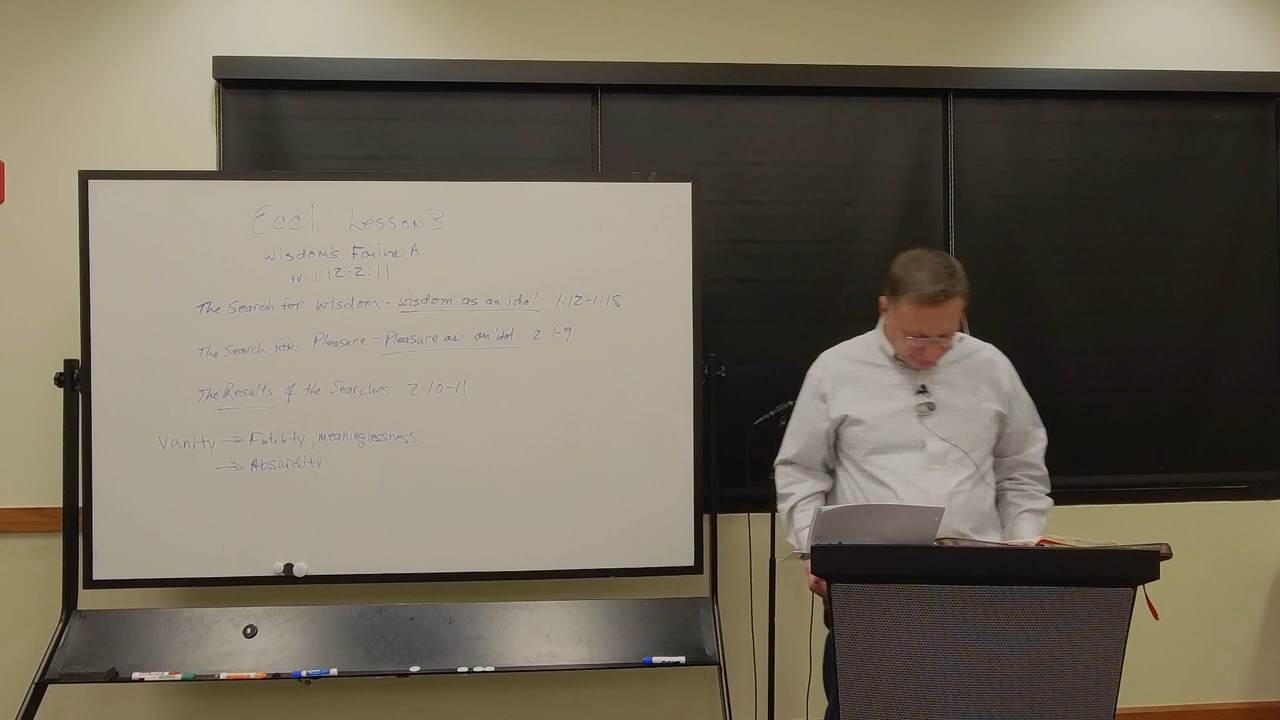 Eccl. Lesson 3
Wisdom's Failure A
vv 1:12-2:11
The Search for Wisdom - wisdom as an idol 1:12-1:18
The Search for Pleasure - Pleasure as an idol 2:1-9
The Results of the Searches 2:10-11
Vanity → Futility, meaninglessness
→ Absurdity